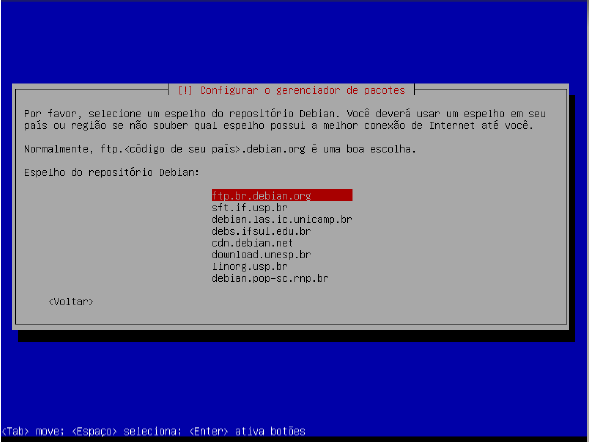 [!] Configurar o gerenciador de pacotes
Por favor, selecione um espelho do repositório Debian. Você deverá usar um espelho em seu
país ou região se não souber qual espelho possui a melhor conexão de Internet até você.
Normalmente, ftp.<código de seu país>.debian.org é uma boa escolha.
Espelho do repositório Debian:
ftp.br.debian.org
sft.if.usp.br
debian.las.ic.unicamp.br
debs.ifsul.edu.br
cdn.debian.net
download.unesp.br
linorg.usp.br
debian.pop-sc.rnp.br
<Voltar>
<Tab> move; <Espaço> seleciona; <Enter> ativa botões